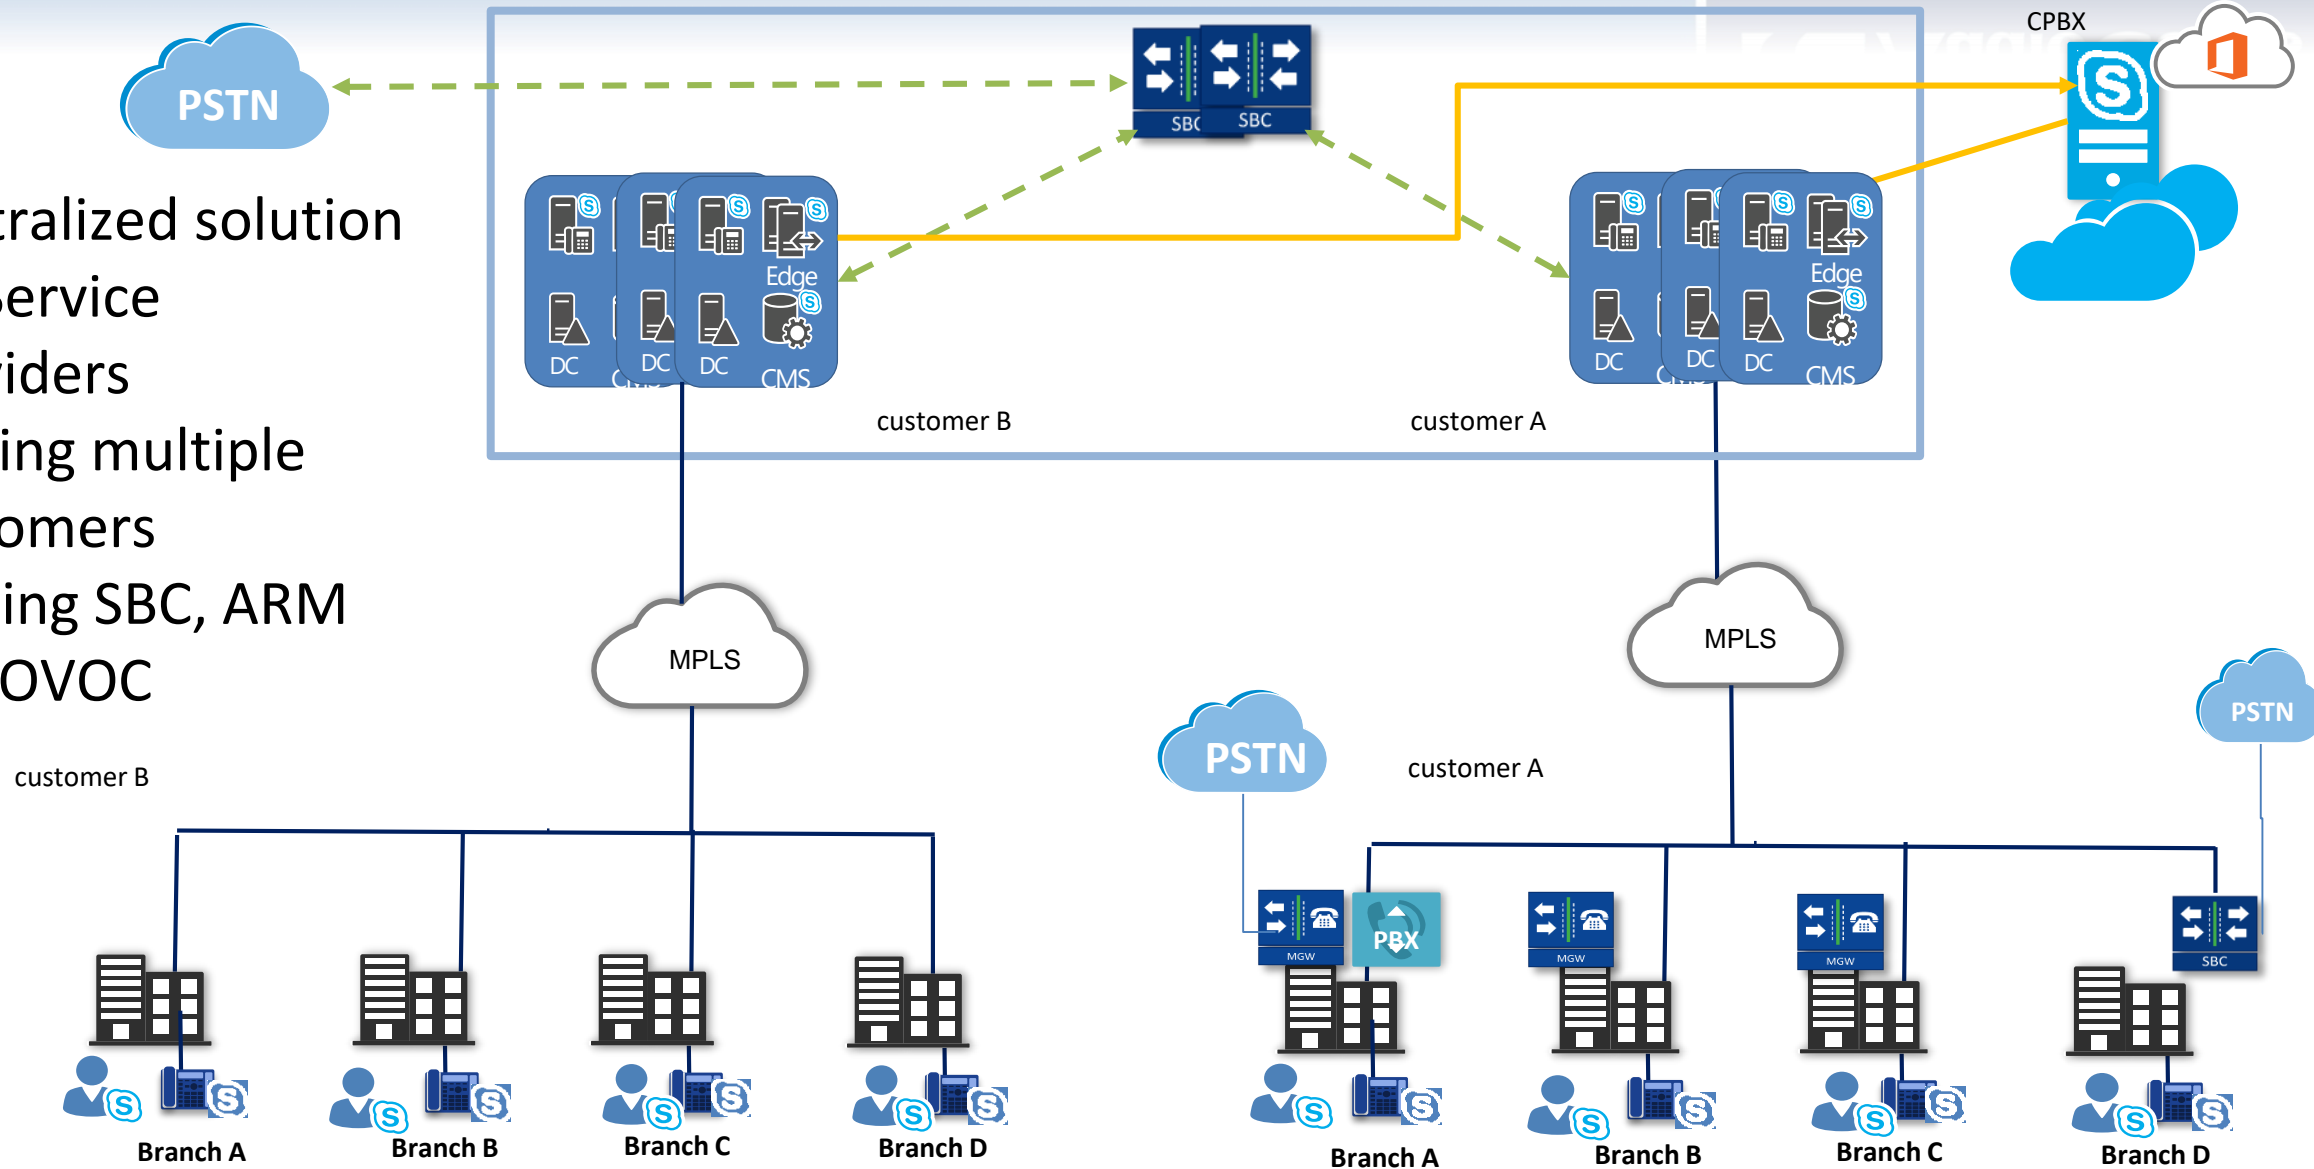 CPBX
PSTN
SBC
SBC
tralized solution
Service
viders
ing multiple
omers
ing SBC, ARM
OVOC
Edge
DC
DC
DC
CMS
Edge
DC
DC
DC
CMS
customer B
customer A
MPLS
MPLS
PSTN
PSTN
customer B
customer A
MGW
PBX
MGW
MGW
SBC
Branch A
Branch B
Branch C
Branch D
Branch A
Branch B
Branch C
Branch D